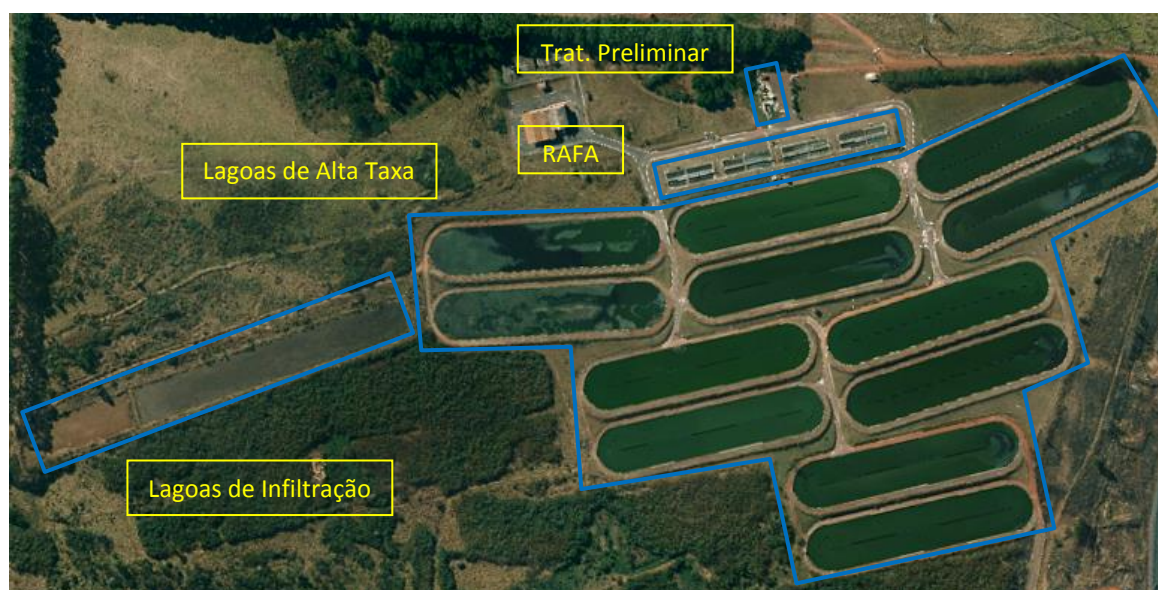 Trat. Preliminar
RAFA
Lagoas de Alta Taxa
Lagoas de Infiltração